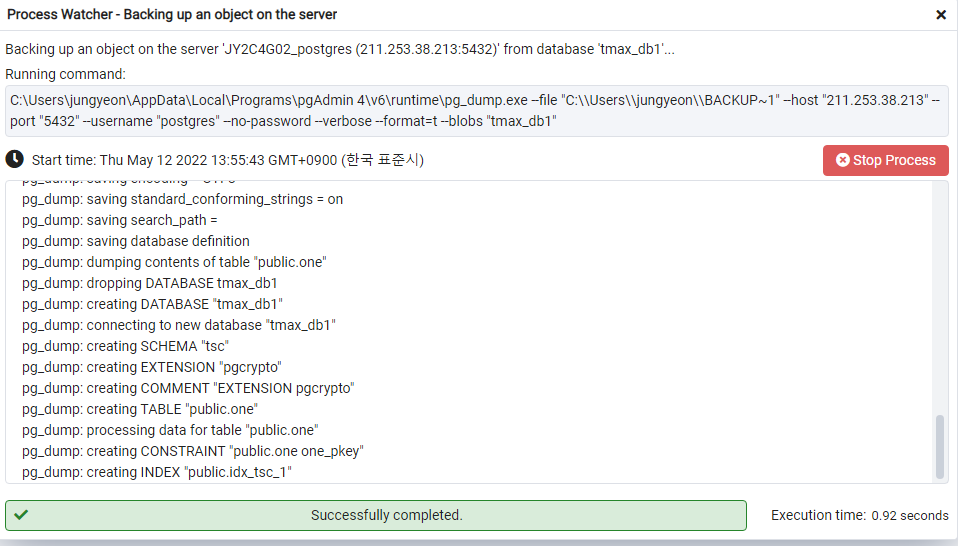 Process Watcher - Backing up an object on the server
Backing up an object on the server 'JY2C4G02_postgres (211.253.38.213:5432)' from database 'tmax_db1'...
Running command:
C:\Users\jungyeon\AppData\Local\Programs\pgAdmin 4\v6\runtime\pg_dump.exe --file "C:\\Users\\jungyeon\\BACKUP~1" --host "211.253.38.213" --
port "5432" --username "postgres" --no-password --verbose --format=t --blobs "tmax_db1"
Start time: Thu May 12 2022 13:55:43 GMT+0900 (한국 표준시)
Stop Process
pg_dump: saving encoding = UTF8
pg_dump: saving standard_conforming_strings = on
pg_dump: saving search_path =
pg_dump: saving database definition
pg_dump: dumping contents of table "public.one"
pg_dump: dropping DATABASE tmax_db1
pg_dump: creating DATABASE "tmax_db1"
pg_dump: connecting to new database "tmax_db1"
pg_dump: creating SCHEMA "tsc"
pg_dump: creating EXTENSION "pgcrypto"
pg_dump: creating COMMENT "EXTENSION pgcrypto"
pg_dump: creating TABLE "public.one"
pg_dump: processing data for table "public.one"
pg_dump: creating CONSTRAINT "public.one one_pkey"
pg_dump: creating INDEX "public.idx_tsc_1"
Successfully completed.
Execution time: 0.92 seconds